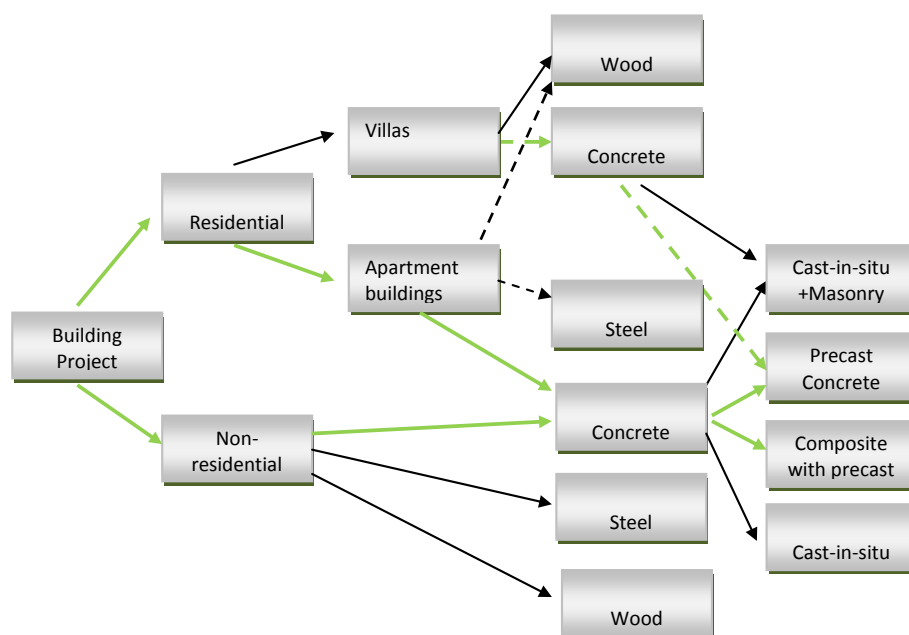 Wood
Villas
Concrete
Residential
Apartment
buildings
Cast-in-situ
+Masonry
Steel
Building
Project
Precast
Concrete
Concrete
Non-
residential
Composite
with precast
Steel
Cast-in-situ
Wood